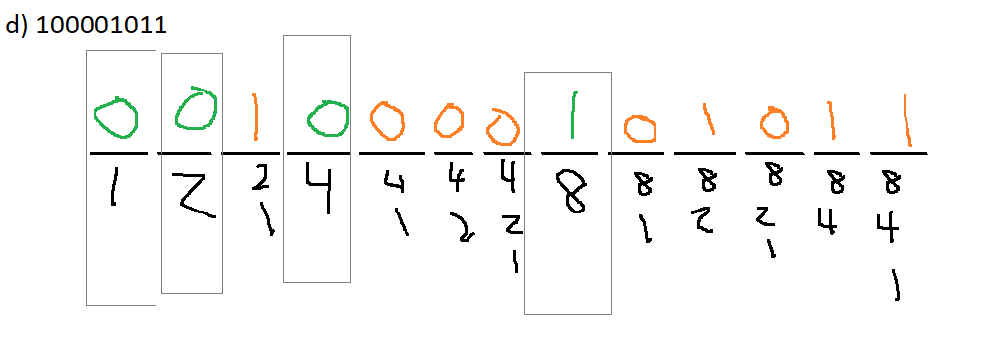 d) 100001011
0 0 1 0 0 0 0 1 0 1 0 1 1
1 2 2 4 4 4 4 8 8 8 8 8 8
1 1 2 2 1 2 2 4 4
1 1 1